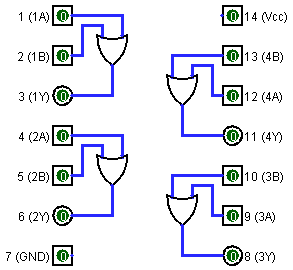 1 (1A)
2 (1B)
3 (1Y)
4 (2A)
5 (2B)
6 (2Y)
7 (GND)
14 (Vcc)
13 (4B)
12 (4A)
11 (4Y)
10 (3B)
9 (3A)
8 (3Y)